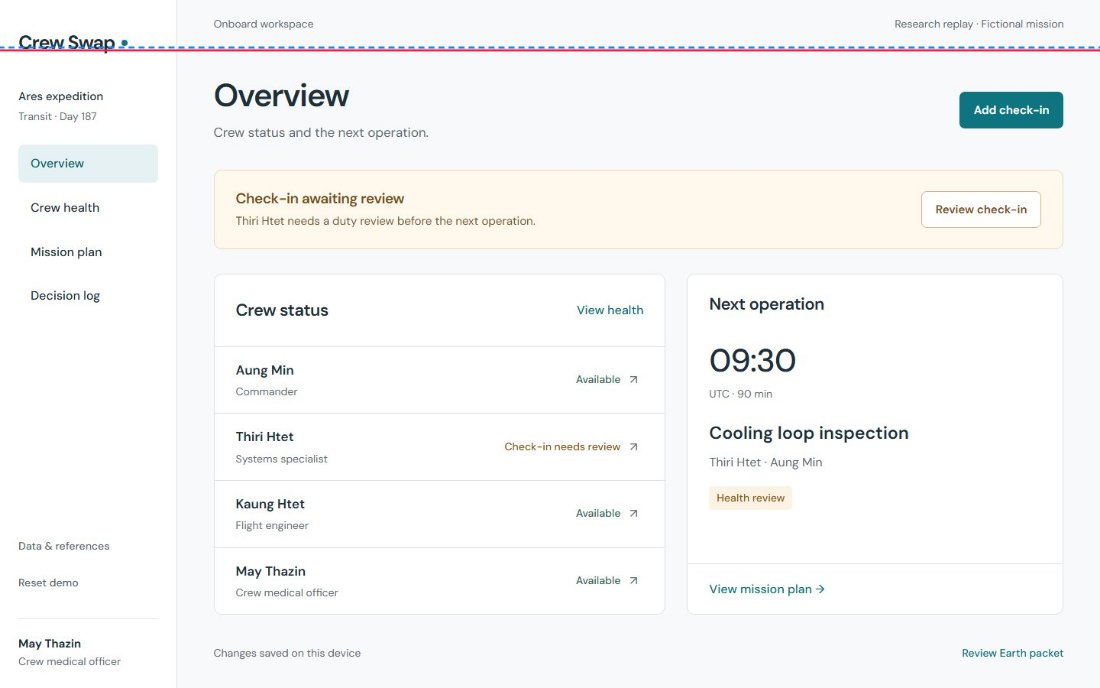 Crew Swap
Ares expedition
Transit · Day 187
Overview
Crew health
Mission plan
Decision log
Data & references
Reset demo
May Thazin
Crew medical officer
Onboard workspace
Research replay · Fictional mission
Overview
Crew status and the next operation.
Add check-in
Check-in awaiting review
Thiri Htet needs a duty review before the next operation.
Review check-in
Crew status
View health
Aung Min
Commander
Available
Thiri Htet
Systems specialist
Check-in needs review
Kaung Htet
Flight engineer
Available
May Thazin
Crew medical officer
Available
Next operation
09:30
UTC · 90 min
Cooling loop inspection
Thiri Htet · Aung Min
Health review
View mission plan →
Changes saved on this device
Review Earth packet